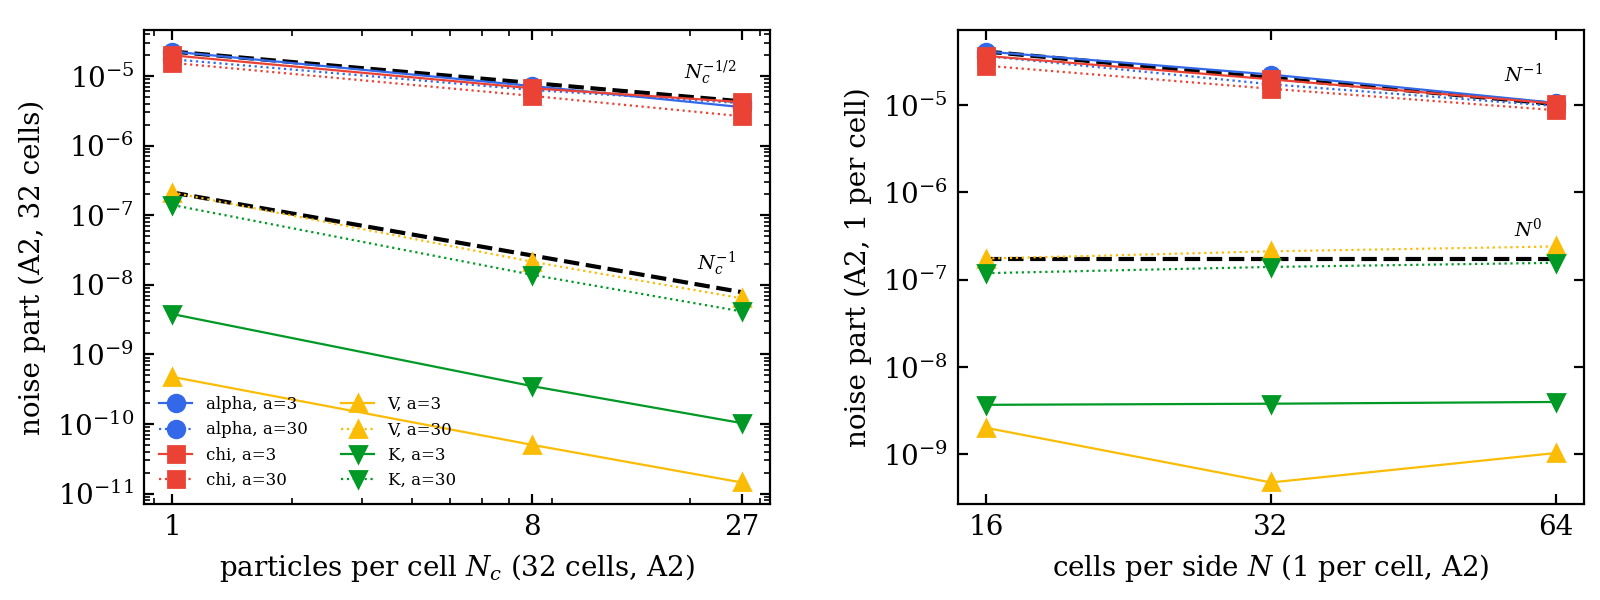 noise part (A2, 32 cells)
10⁻⁵
10⁻⁶
10⁻⁷
10⁻⁸
10⁻⁹
10⁻¹⁰
10⁻¹¹
N_c^{-1/2}
N_c^{-1}
alpha, a=3
alpha, a=30
chi, a=3
chi, a=30
V, a=3
V, a=30
K, a=3
K, a=30
1 8 27
particles per cell N_c (32 cells, A2)
noise part (A2, 1 per cell)
10⁻⁵
10⁻⁶
10⁻⁷
10⁻⁸
10⁻⁹
N⁻¹
N⁰
16 32 64
cells per side N (1 per cell, A2)